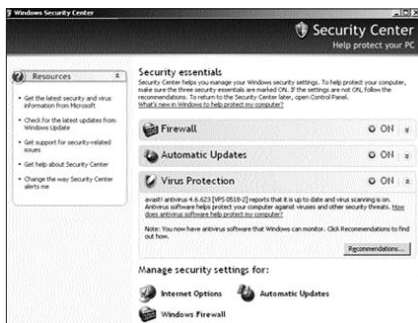 Windows Security Center
Security Center
Help protect your PC
Resources
• Get the latest security and virus
information from Microsoft
• Check for the latest updates from
Windows Update
• Get support for security-related
issues
• Get help about Security Center
• Change the way Security Center
alerts me
Security essentials
Security Center helps you manage your Windows security settings. To help protect your computer,
make sure the three security essentials are marked ON. If the settings are not ON, follow the
recommendations. To return to the Security Center later, open Control Panel.
What's new in Windows to help protect my computer?
Firewall ON
Automatic Updates ON
Virus Protection ON
avast! antivirus 4.6.623 [VPS 0518-2] reports that it is up to date and virus scanning is on.
Antivirus software helps protect your computer against viruses and other security threats. How
does antivirus software help protect my computer?
Note: You now have antivirus software that Windows can monitor. Click Recommendations to find
out how.
Recommendations...
Manage security settings for:
Internet Options Automatic Updates
Windows Firewall